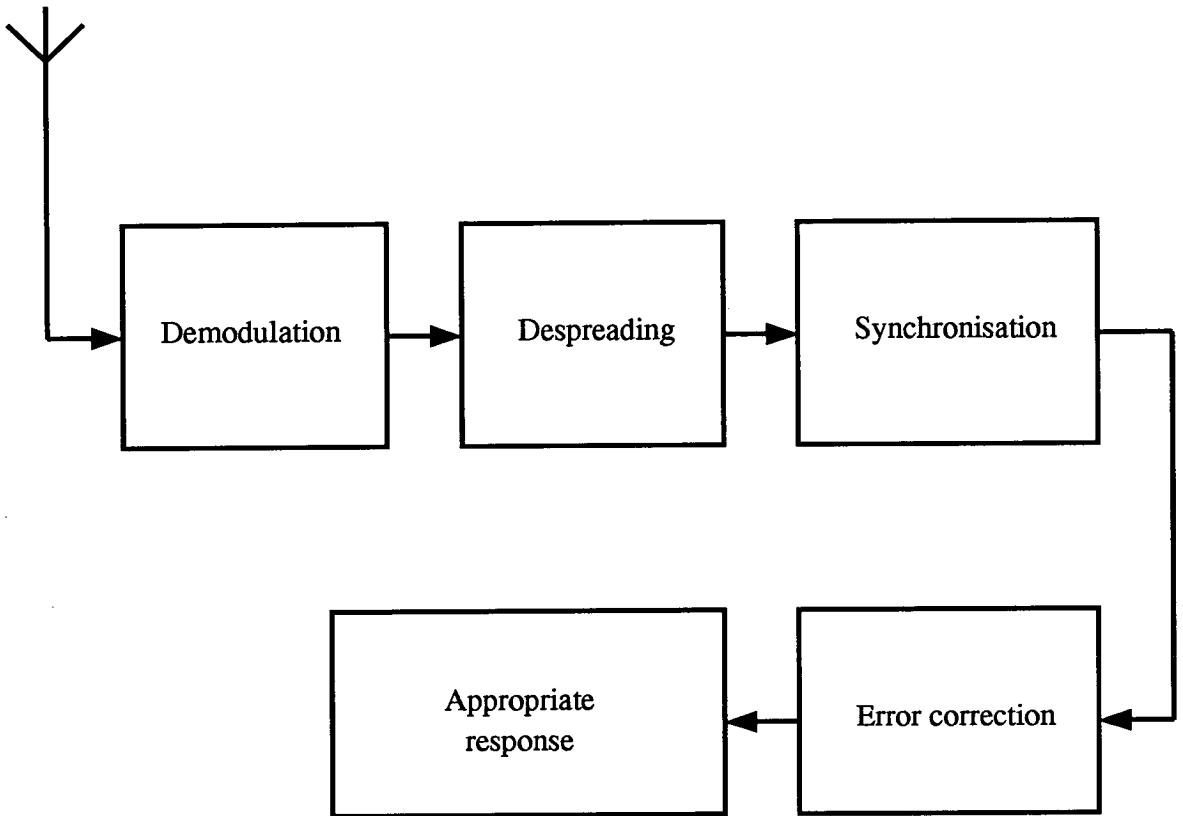 Demodulation
Despreading
Synchronisation
Error correction
Appropriate
response